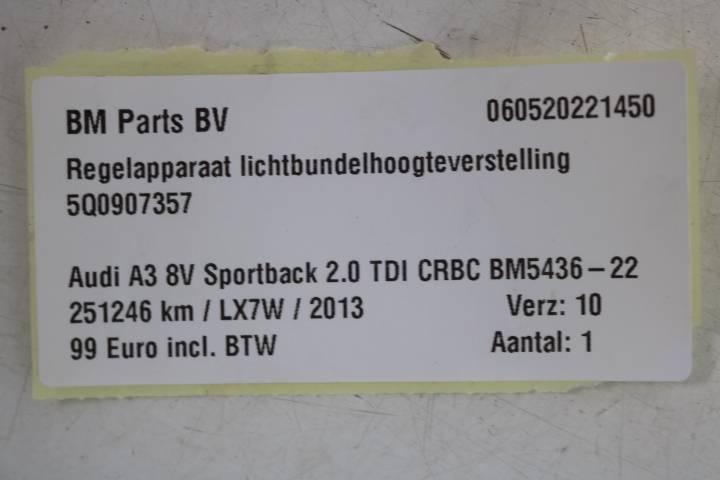 BM Parts BV 060520221450
Regelapparaat lichtbundelhoogteverstelling
5Q0907357
Audi A3 8V Sportback 2.0 TDI CRBC BM5436-22
251246 km / LX7W / 2013 Verz: 10
99 Euro incl. BTW Aantal: 1